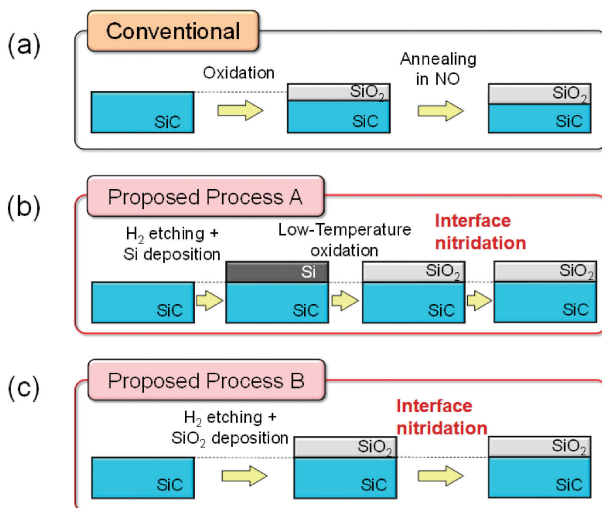 (a)
Conventional
Oxidation
Annealing
in NO
SiC
SiO₂
SiC
SiO₂
SiC
(b)
Proposed Process A
H₂ etching +
Si deposition
Low-Temperature
oxidation
Interface
nitridation
SiC
Si
SiC
SiO₂
SiC
SiO₂
SiC
(c)
Proposed Process B
H₂ etching +
SiO₂ deposition
Interface
nitridation
SiC
SiO₂
SiC
SiO₂
SiC